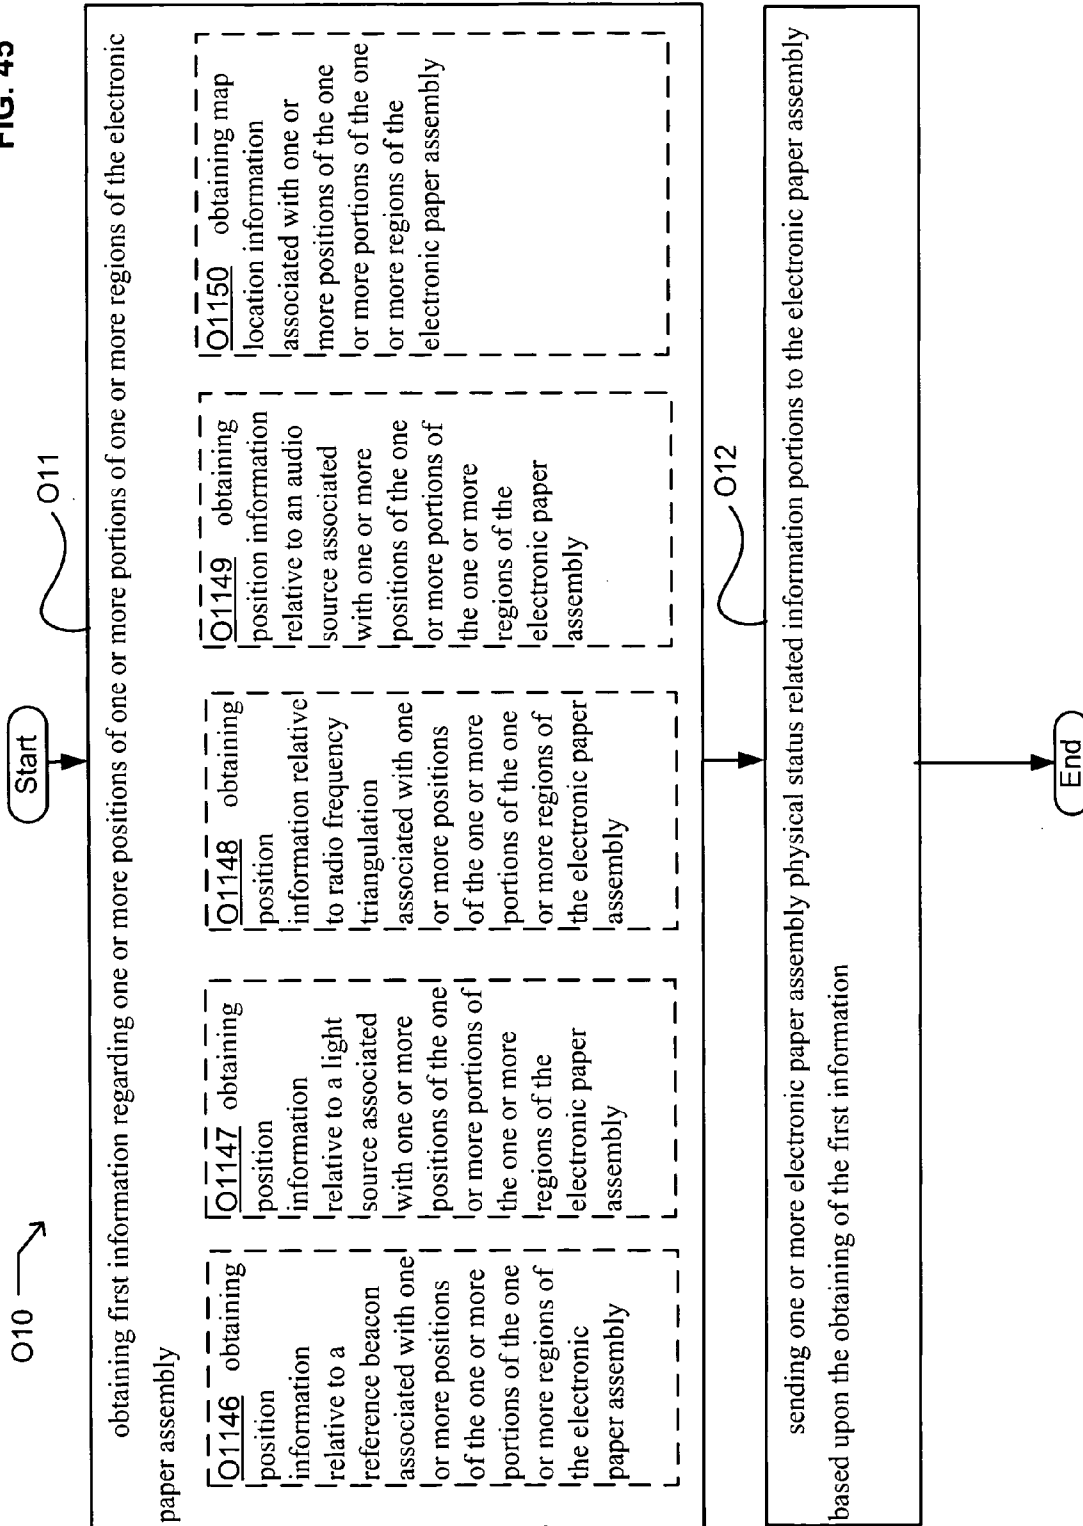 FIG. 45
O10
Start
O11
obtaining first information regarding one or more positions of one or more portions of one or more regions of the electronic
paper assembly
O1146 obtaining
position
information
relative to a
reference beacon
associated with one
or more positions
of the one or more
portions of the one
or more regions of
the electronic
paper assembly
O1147 obtaining
position
information
relative to a light
source associated
with one or more
positions of the one
or more portions of
the one or more
regions of the
electronic paper
assembly
O1148 obtaining
position
information relative
to radio frequency
triangulation
associated with one
or more positions
of the one or more
portions of the one
or more regions of
the electronic paper
assembly
O1149 obtaining
position information
relative to an audio
source associated
with one or more
positions of the one
or more portions of
the one or more
regions of the
electronic paper
assembly
O1150 obtaining map
location information
associated with one or
more positions of the one
or more portions of the one
or more regions of the
electronic paper assembly
O12
sending one or more electronic paper assembly physical status related information portions to the electronic paper assembly
based upon the obtaining of the first information
End